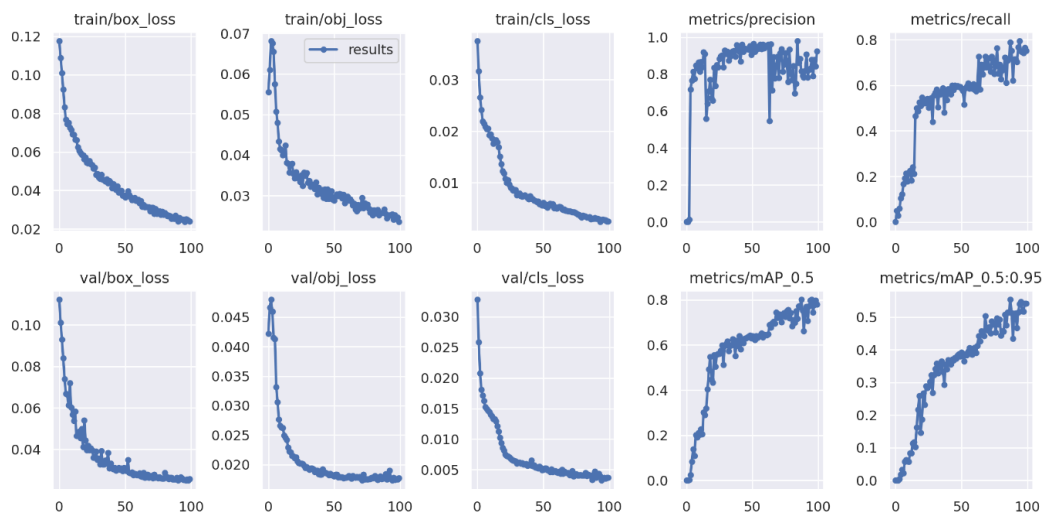 train/box_loss
train/obj_loss
train/cls_loss
metrics/precision
metrics/recall
0.12
0.10
0.08
0.06
0.04
0.02
0 50 100
0.07
0.06
0.05
0.04
0.03
results
0 50 100
0.03
0.02
0.01
0 50 100
1.0
0.8
0.6
0.4
0.2
0.0
0 50 100
0.8
0.6
0.4
0.2
0.0
0 50 100
val/box_loss
val/obj_loss
val/cls_loss
metrics/mAP_0.5
metrics/mAP_0.5:0.95
0.10
0.08
0.06
0.04
0 50 100
0.045
0.040
0.035
0.030
0.025
0.020
0 50 100
0.030
0.025
0.020
0.015
0.010
0.005
0 50 100
0.8
0.6
0.4
0.2
0.0
0 50 100
0.5
0.4
0.3
0.2
0.1
0.0
0 50 100